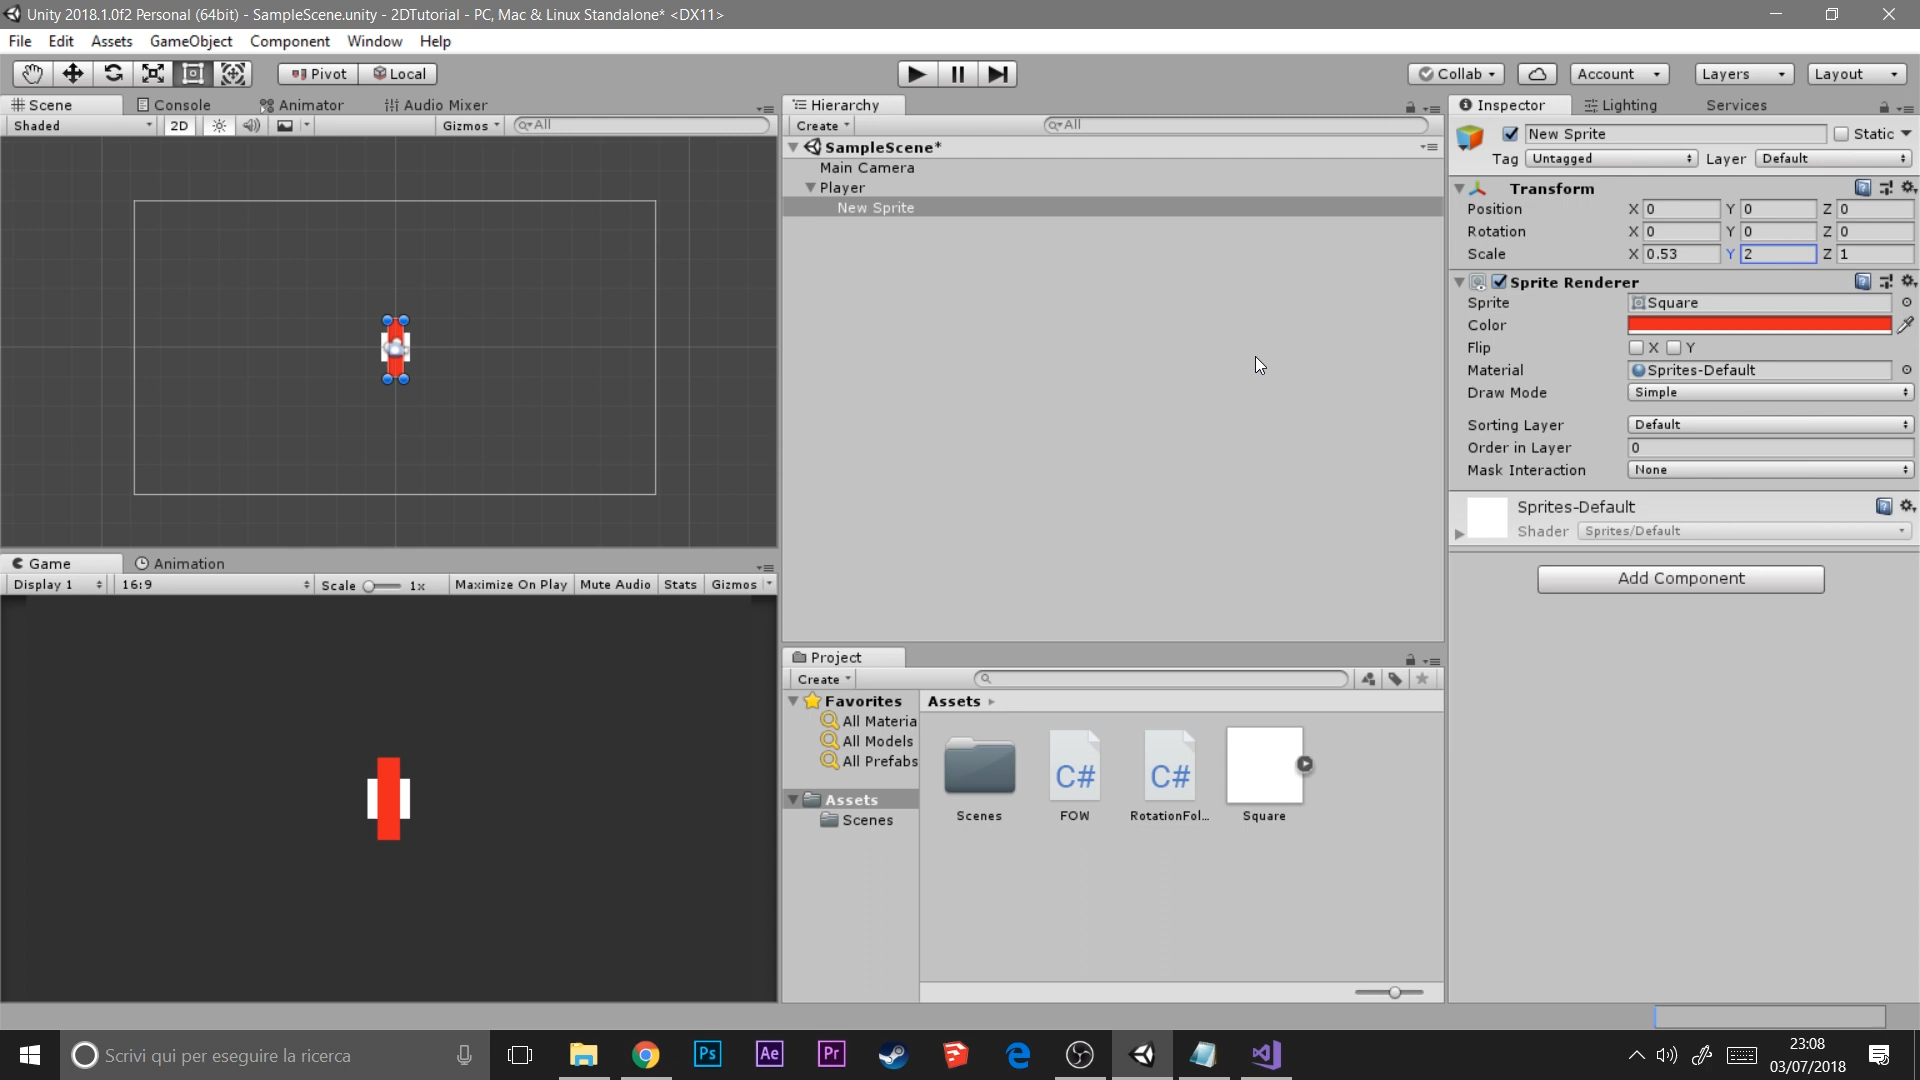 Unity 2018.1.0f2 Personal (64bit) - SampleScene.unity - 2DTutorial - PC, Mac & Linux Standalone* <DX11>
File Edit Assets GameObject Component Window Help
Pivot Local Collab Account Layers Layout
Scene Console Animator Audio Mixer
Shaded 2D Gizmos All
Hierarchy
Create All
SampleScene*
Main Camera
Player
New Sprite
Inspector Lighting Services
New Sprite Static
Tag Untagged Layer Default
Transform
Position X 0 Y 0 Z 0
Rotation X 0 Y 0 Z 0
Scale X 0.53 Y 2 Z 1
Sprite Renderer
Sprite Square
Color
Flip X Y
Material Sprites-Default
Draw Mode Simple
Sorting Layer Default
Order in Layer 0
Mask Interaction None
Sprites-Default
Shader Sprites/Default
Add Component
Game Animation
Display 1 16:9 Scale 1x Maximize On Play Mute Audio Stats Gizmos
Project
Create
Favorites
All Materia
All Models
All Prefabs
Assets
Scenes
Assets
C# C#
Scenes FOW RotationFol... Square
Scrivi qui per eseguire la ricerca
Ps Ae Pr
23:08
03/07/2018